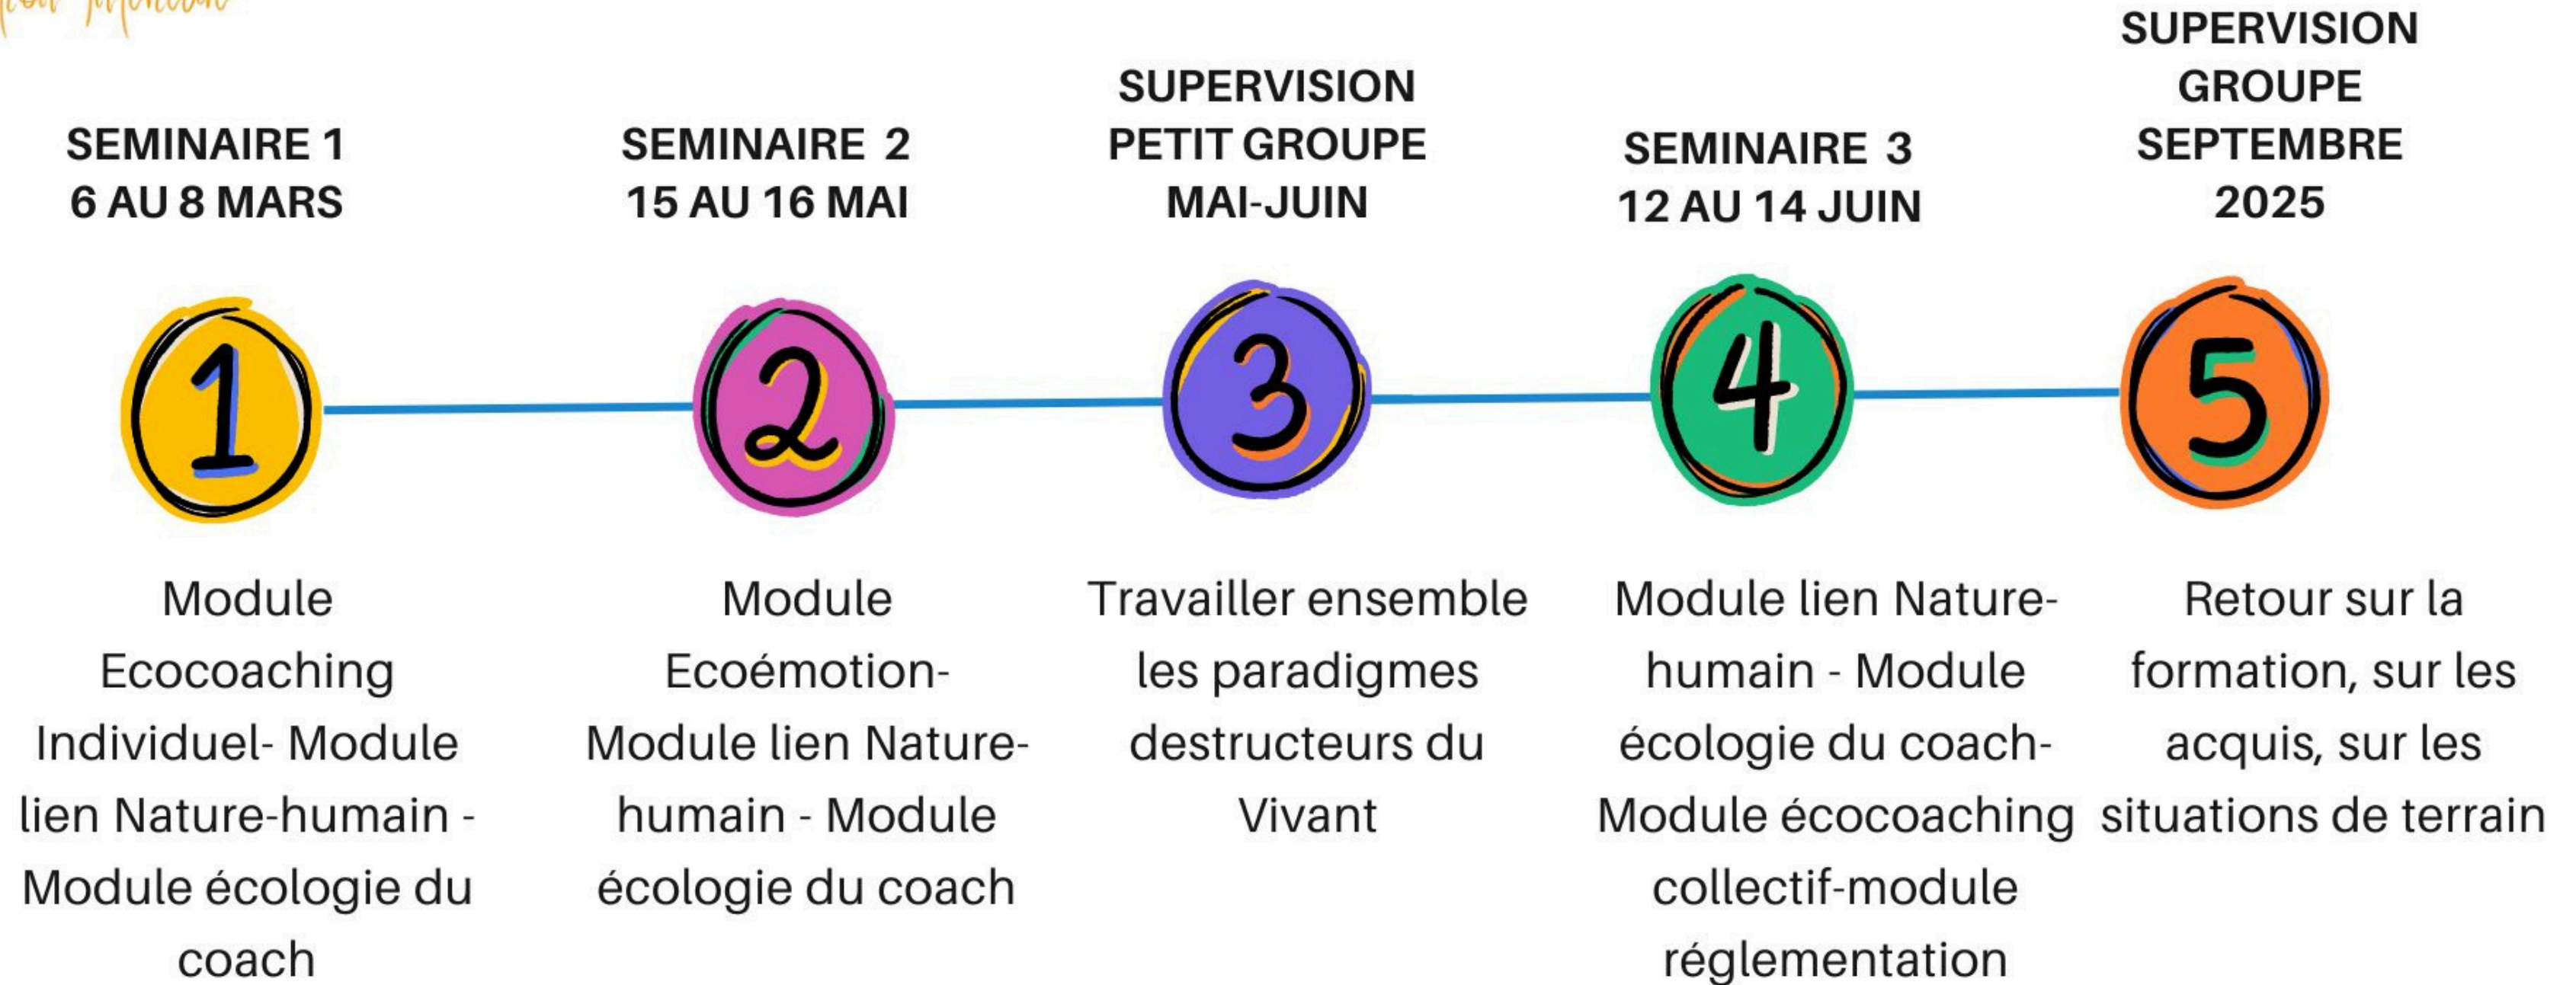 SEMINAIRE 1
6 AU 8 MARS
1
Module
Ecocoaching
Individuel- Module
lien Nature-humain -
Module écologie du
coach
SEMINAIRE 2
15 AU 16 MAI
2
Module
Ecoémotion-
Module lien Nature-
humain - Module
écologie du coach
SUPERVISION
PETIT GROUPE
MAI-JUIN
3
Travailler ensemble
les paradigmes
destructeurs du
Vivant
SEMINAIRE 3
12 AU 14 JUIN
4
Module lien Nature-
humain - Module
écologie du coach-
Module écocoaching
collectif-module
réglementation
SUPERVISION
GROUPE
SEPTEMBRE
2025
5
Retour sur la
formation, sur les
acquis, sur les
situations de terrain